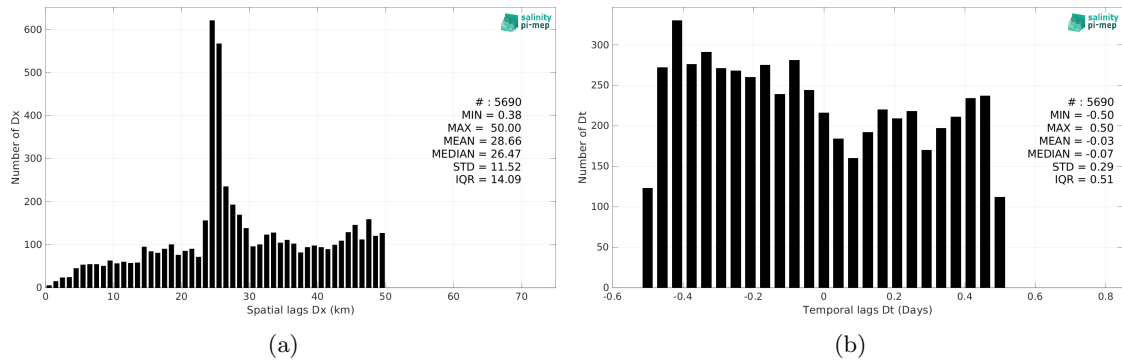 600
500
400
300
200
100
0
Number of Dx
0 10 20 30 40 50 60 70
Spatial lags Dx (km)
salinity
pi-mep
# : 5690
MIN = 0.38
MAX = 50.00
MEAN = 28.66
MEDIAN = 26.47
STD = 11.52
IQR = 14.09
(a)
300
250
200
150
100
50
0
Number of Dt
-0.6 -0.4 -0.2 0 0.2 0.4 0.6 0.8
Temporal lags Dt (Days)
salinity
pi-mep
# : 5690
MIN = -0.50
MAX = 0.50
MEAN = -0.03
MEDIAN = -0.07
STD = 0.29
IQR = 0.51
(b)